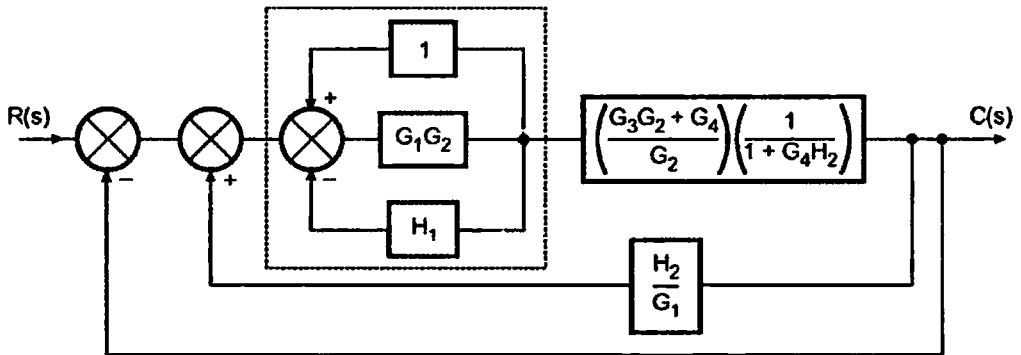 1
+
R(s)
G₁G₂
(G₃G₂ + G₄ / G₂) (1 / 1 + G₄H₂)
C(s)
−
+
−
H₁
H₂ / G₁